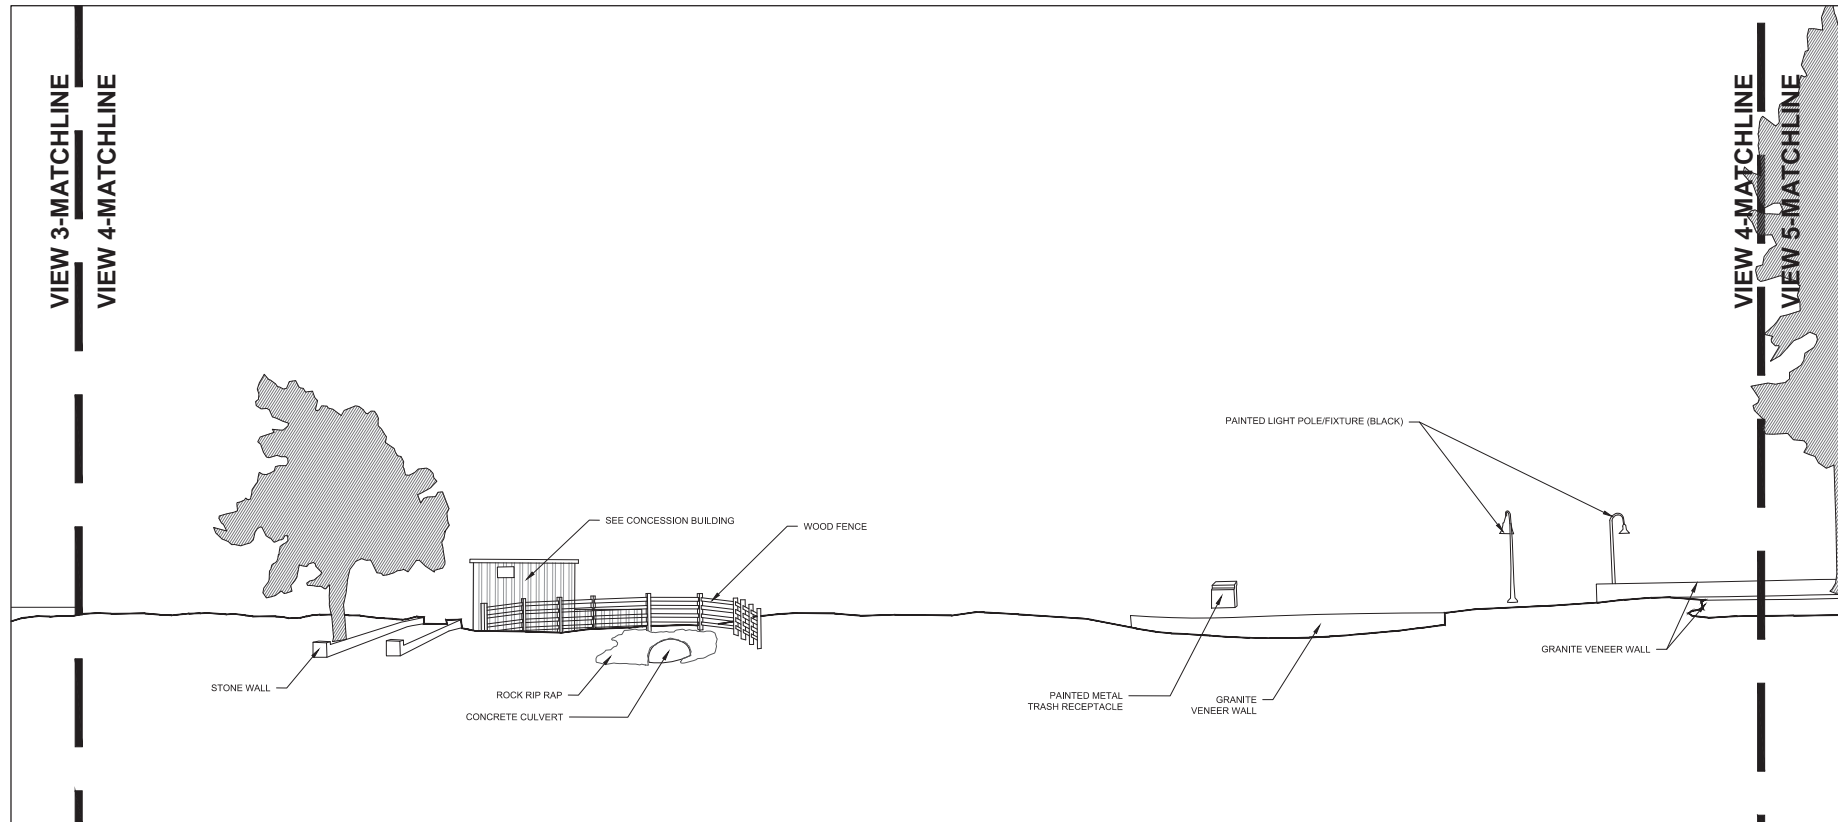 VIEW 3-MATCHLINE
VIEW 4-MATCHLINE
VIEW 4-MATCHLINE
VIEW 5-MATCHLINE
PAINTED LIGHT POLE/FIXTURE (BLACK)
SEE CONCESSION BUILDING
WOOD FENCE
GRANITE VENEER WALL
STONE WALL
ROCK RIP RAP
CONCRETE CULVERT
PAINTED METAL
TRASH RECEPTACLE
GRANITE
VENEER WALL